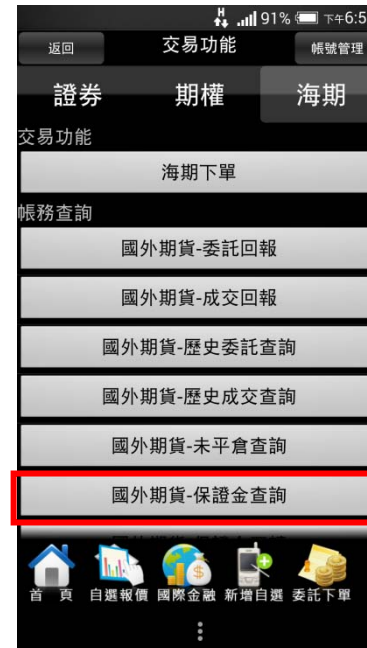 H 91% 下午6:5
返回 交易功能 帳號管理
證券 期權 海期
交易功能
海期下單
帳務查詢
國外期貨-委託回報
國外期貨-成交回報
國外期貨-歷史委託查詢
國外期貨-歷史成交查詢
國外期貨-未平倉查詢
國外期貨-保證金查詢
首 頁 自選報價 國際金融 新增自選 委託下單